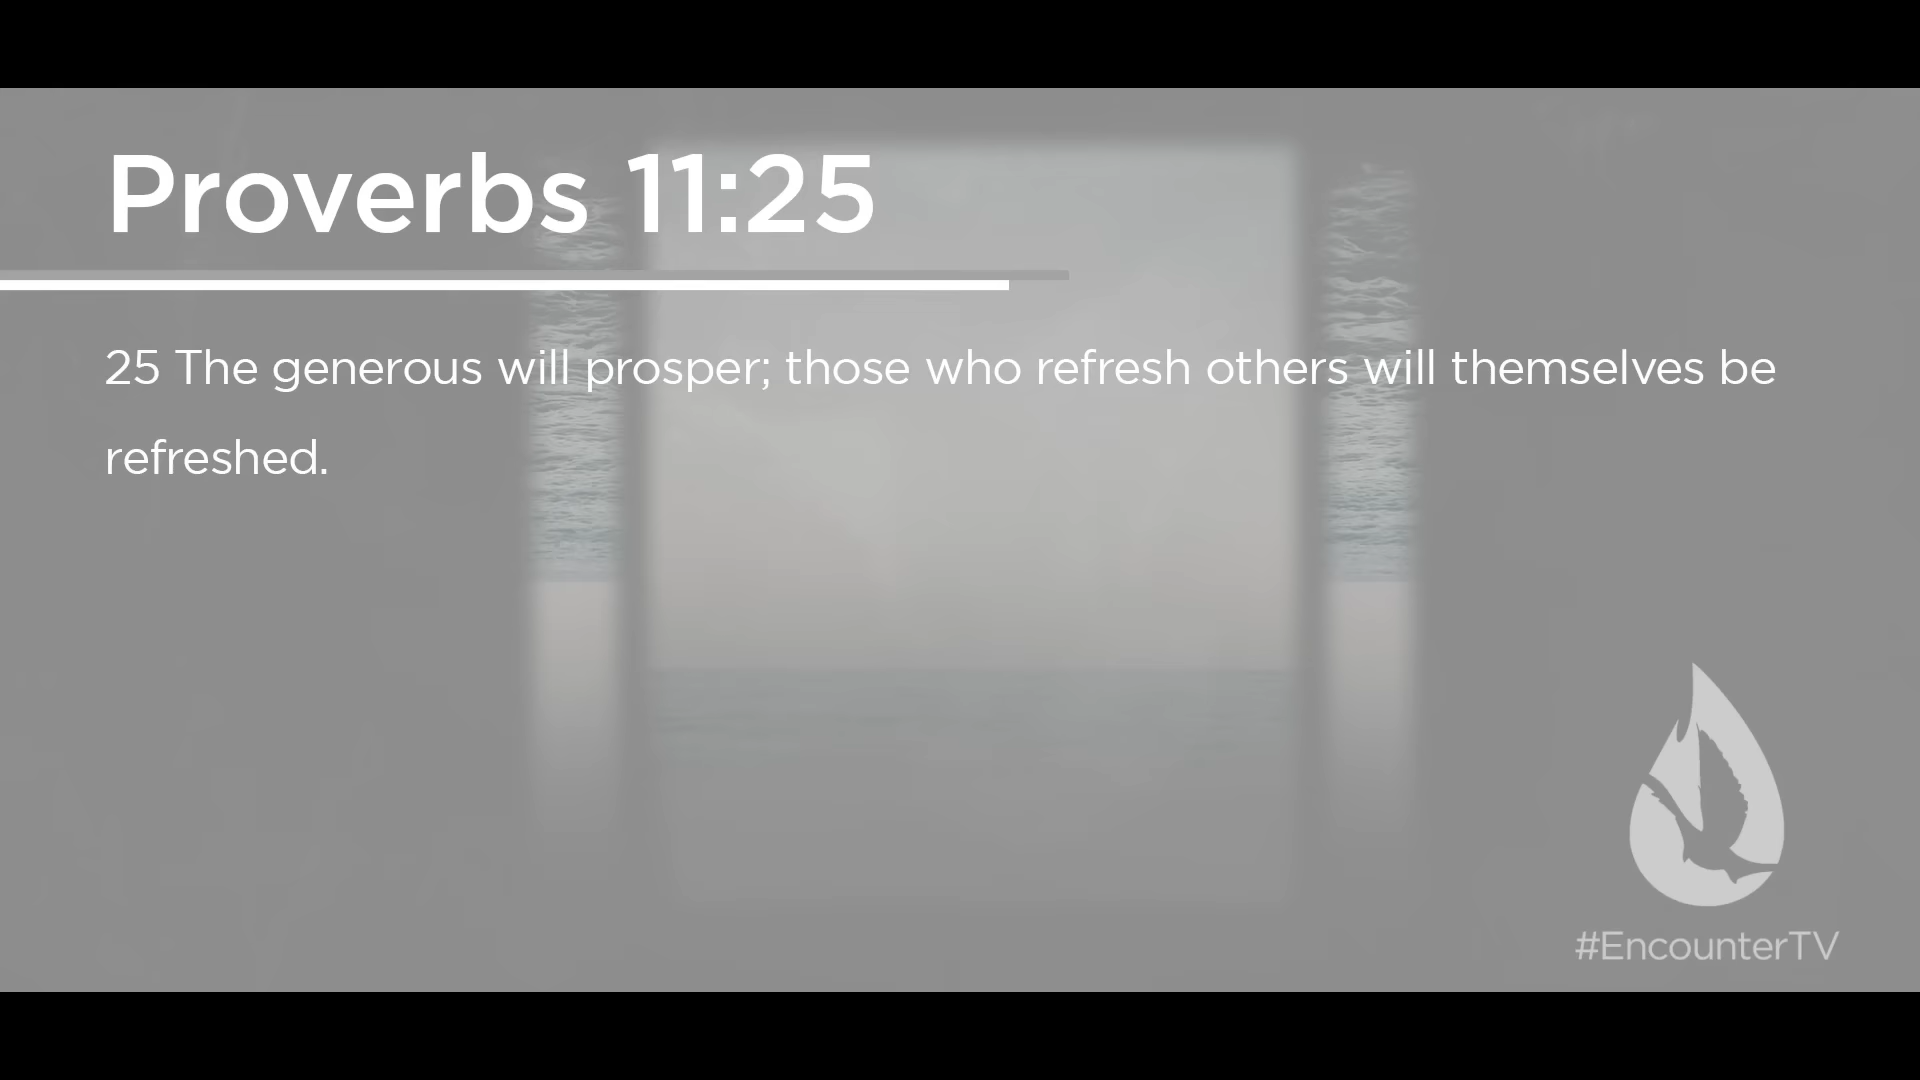 Proverbs 11:25
25 The generous will prosper; those who refresh others will themselves be
refreshed.
#EncounterTV